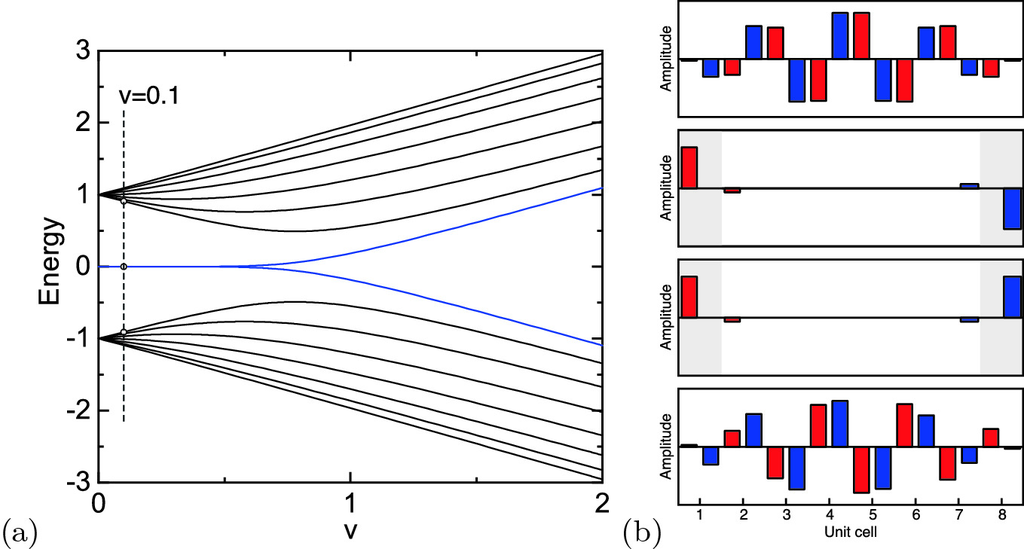 3
2
1
0
-1
-2
-3
Energy
v=0.1
0
1
2
v
(a)
Amplitude
Amplitude
Amplitude
Amplitude
1 2 3 4 5 6 7 8
Unit cell
(b)